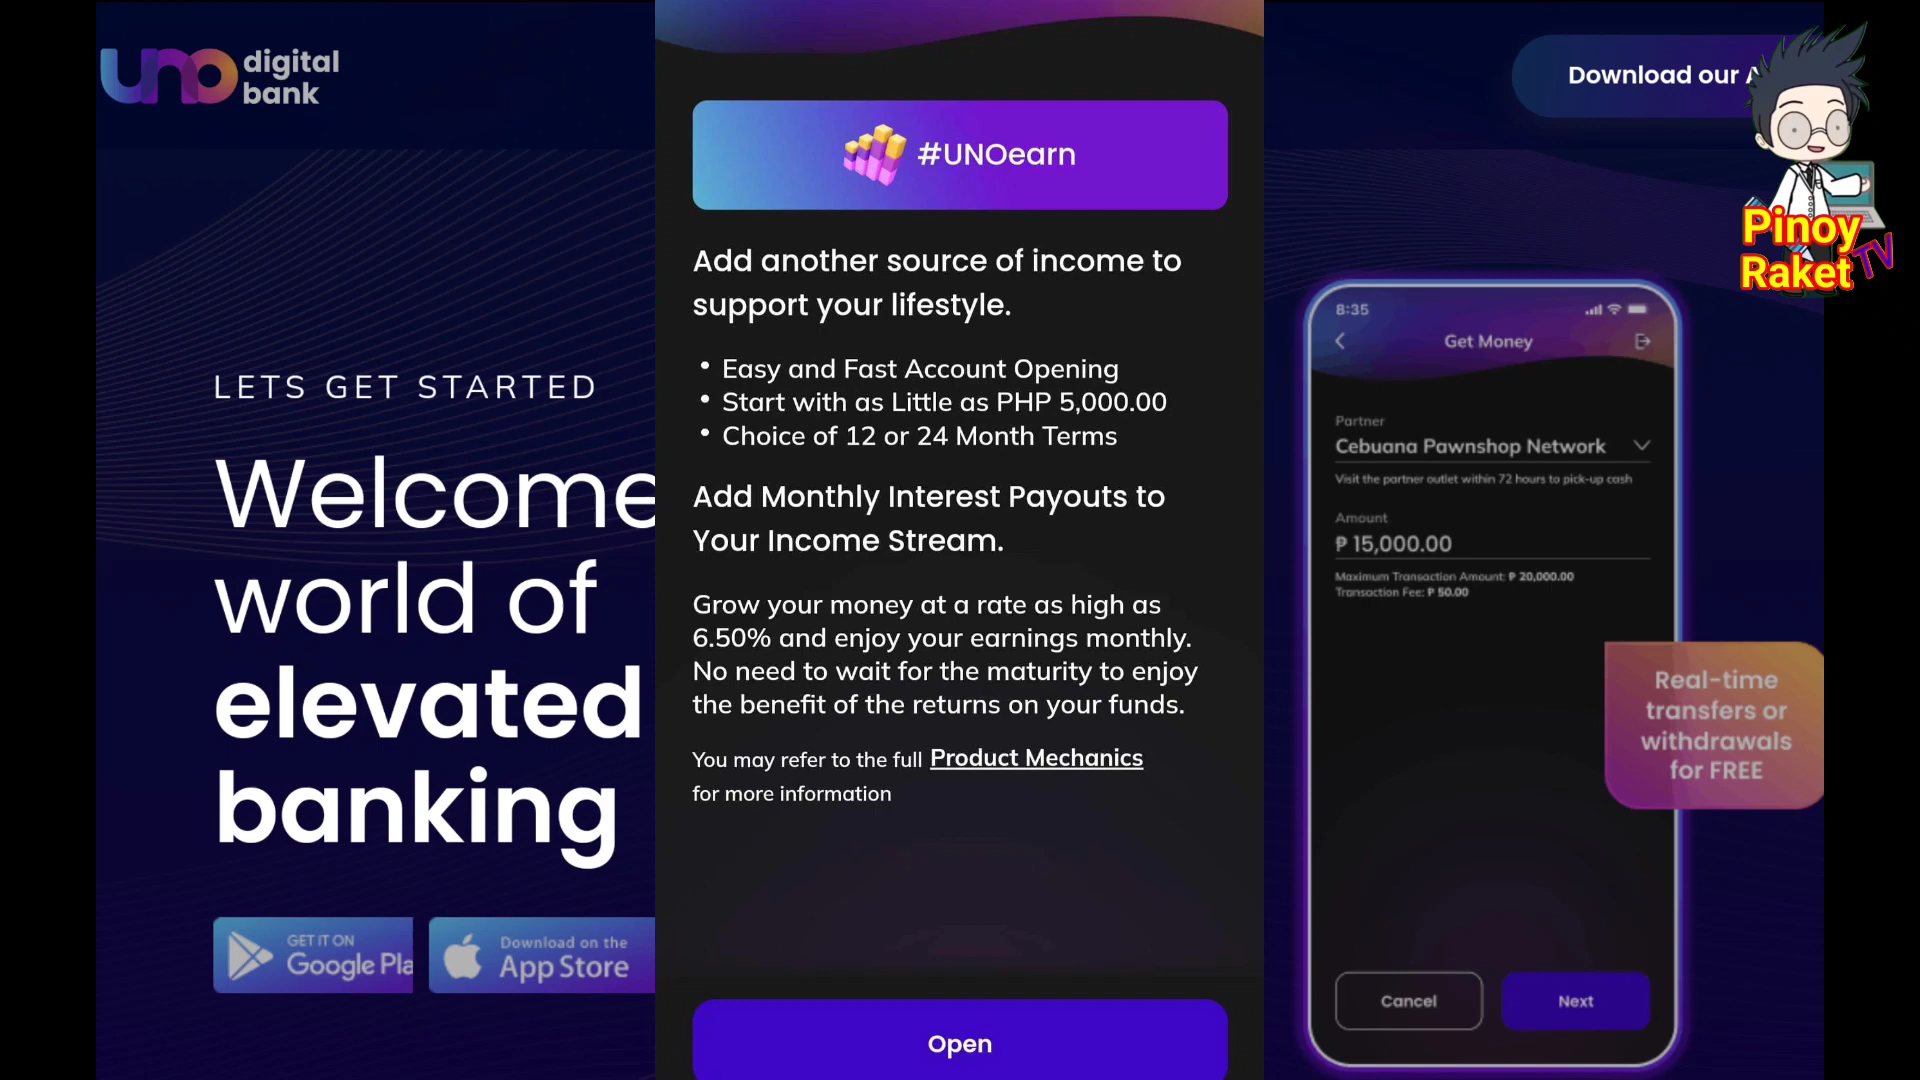 uno digital
bank
LETS GET STARTED
Welcome
world of
elevated
banking
GET IT ON
Google Pla
Download on the
App Store
#UNOearn
Add another source of income to
support your lifestyle.
• Easy and Fast Account Opening
• Start with as Little as PHP 5,000.00
• Choice of 12 or 24 Month Terms
Add Monthly Interest Payouts to
Your Income Stream.
Grow your money at a rate as high as
6.50% and enjoy your earnings monthly.
No need to wait for the maturity to enjoy
the benefit of the returns on your funds.
You may refer to the full Product Mechanics
for more information
Open
Download our A
Pinoy
Raket TV
8:35
Get Money
Partner
Cebuana Pawnshop Network
Visit the partner outlet within 72 hours to pick-up cash
Amount
₱ 15,000.00
Maximum Transaction Amount: ₱ 20,000.00
Transaction Fee: ₱ 50.00
Real-time
transfers or
withdrawals
for FREE
Cancel
Next